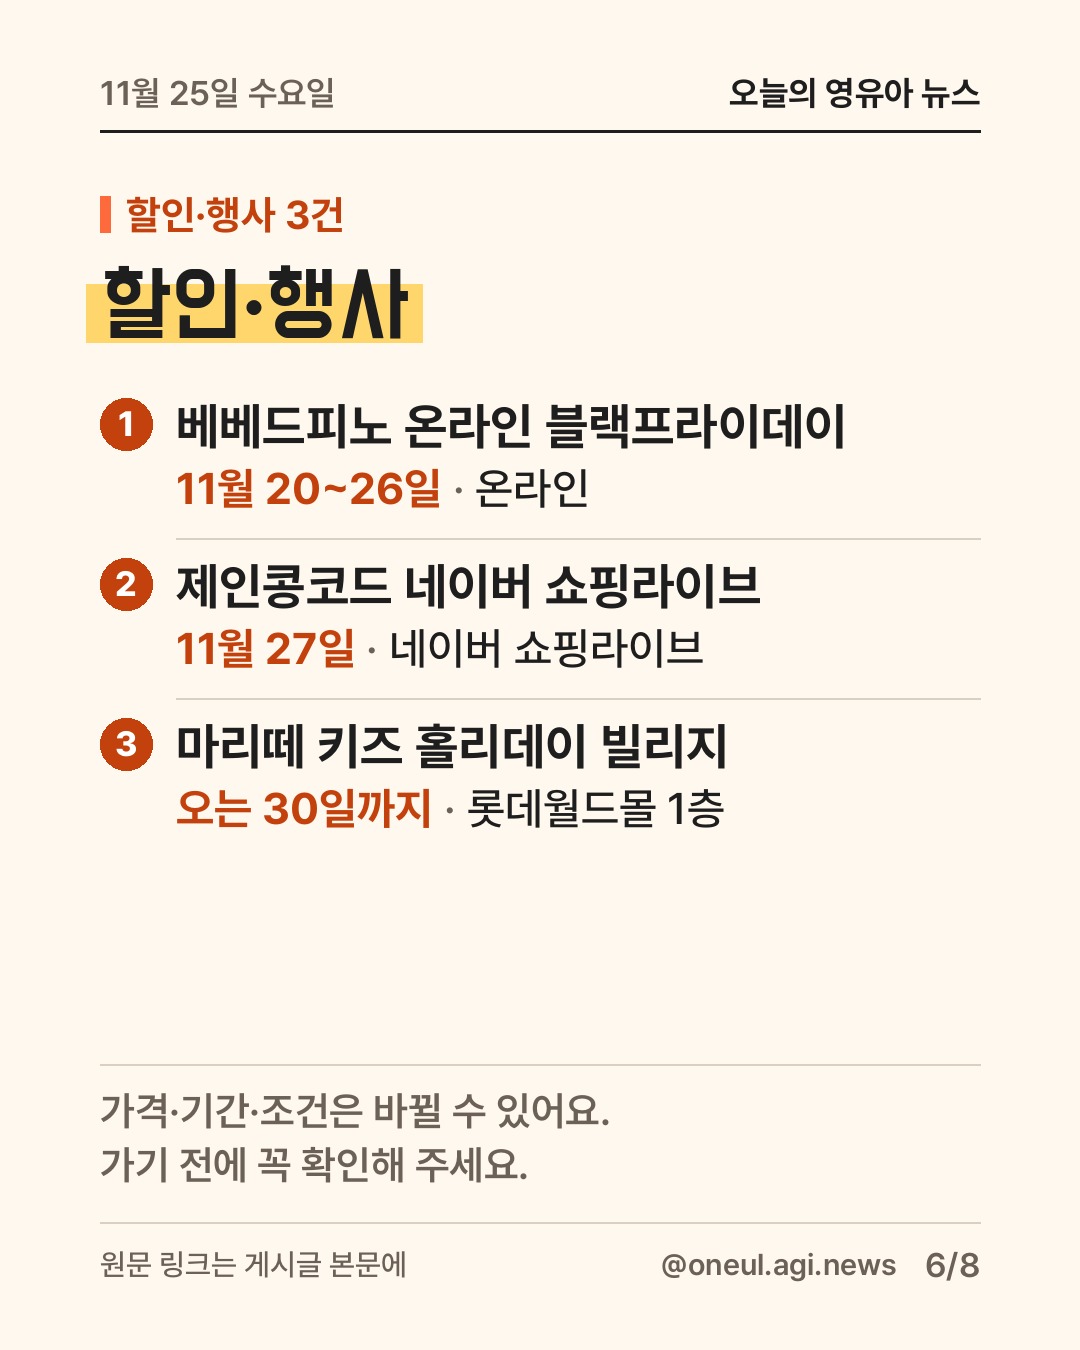 11월 25일 수요일
오늘의 영유아 뉴스
할인·행사 3건
할인·행사
1 베베드피노 온라인 블랙프라이데이
11월 20~26일 · 온라인
2 제인콩코드 네이버 쇼핑라이브
11월 27일 · 네이버 쇼핑라이브
3 마리떼 키즈 홀리데이 빌리지
오는 30일까지 · 롯데월드몰 1층
가격·기간·조건은 바뀔 수 있어요.
가기 전에 꼭 확인해 주세요.
원문 링크는 게시글 본문에
@oneul.agi.news 6/8